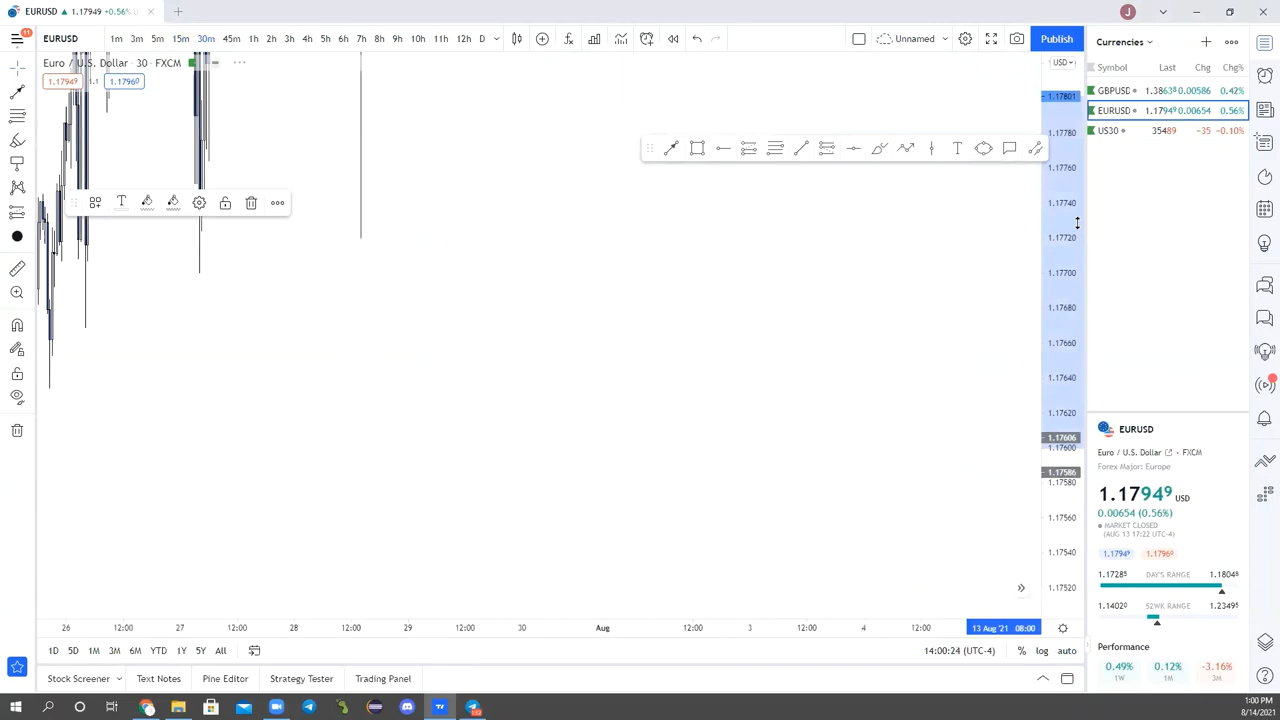 EURUSD ▲ 1.17949 +0.56%
J
11
EURUSD 1m 3m 5m 15m 30m 45m 1h 2h 3h 4h 5h 6h 7h 8h 9h 10h 11h 12h D Unnamed Publish
Euro / U.S. Dollar · 30 · FXCM
1.17949 1.1 1.17960
USD
1.17801
1.17780
1.17760
1.17740
1.17720
1.17700
1.17680
1.17660
1.17640
1.17620
1.17606
1.17600
1.17586
1.17580
1.17560
1.17540
1.17520
26 12:00 27 12:00 28 12:00 29 12:00 30 Aug 12:00 3 12:00 4 12:00 13 Aug '21 08:00
1D 5D 1M 3M 6M YTD 1Y 5Y All 14:00:24 (UTC-4) % log auto
Stock Screener Text Notes Pine Editor Strategy Tester Trading Panel
Currencies
Symbol Last Chg Chg%
GBPUSD 1.38638 0.00586 0.42%
EURUSD 1.17949 0.00654 0.56%
US30 35489 −35 −0.10%
EURUSD
Euro / U.S. Dollar · FXCM
Forex Major: Europe
1.17949 USD
0.00654 (0.56%)
MARKET CLOSED
(AUG 13 17:22 UTC-4)
1.17949 1.17960
1.17285 DAY'S RANGE 1.18048
1.14020 52WK RANGE 1.23495
Performance
0.49% 0.12% -3.16%
1W 1M 3M
1:00 PM
8/14/2021